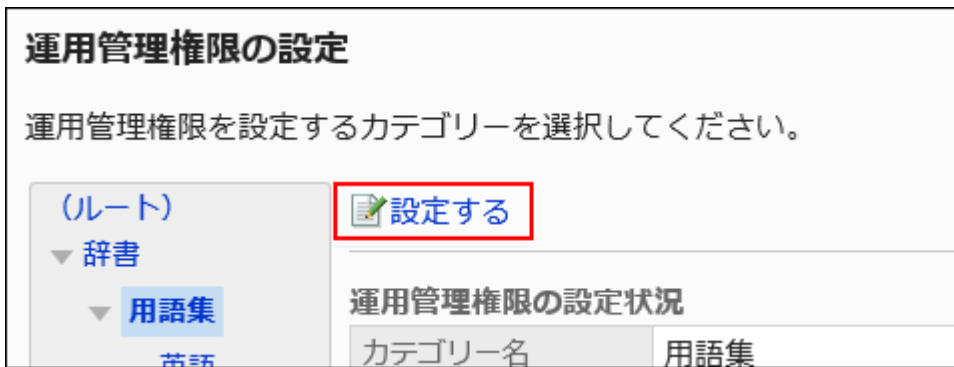 運用管理権限の設定
運用管理権限を設定するカテゴリーを選択してください。
(ルート)
辞書
用語集
英語
設定する
運用管理権限の設定状況
カテゴリー名 用語集